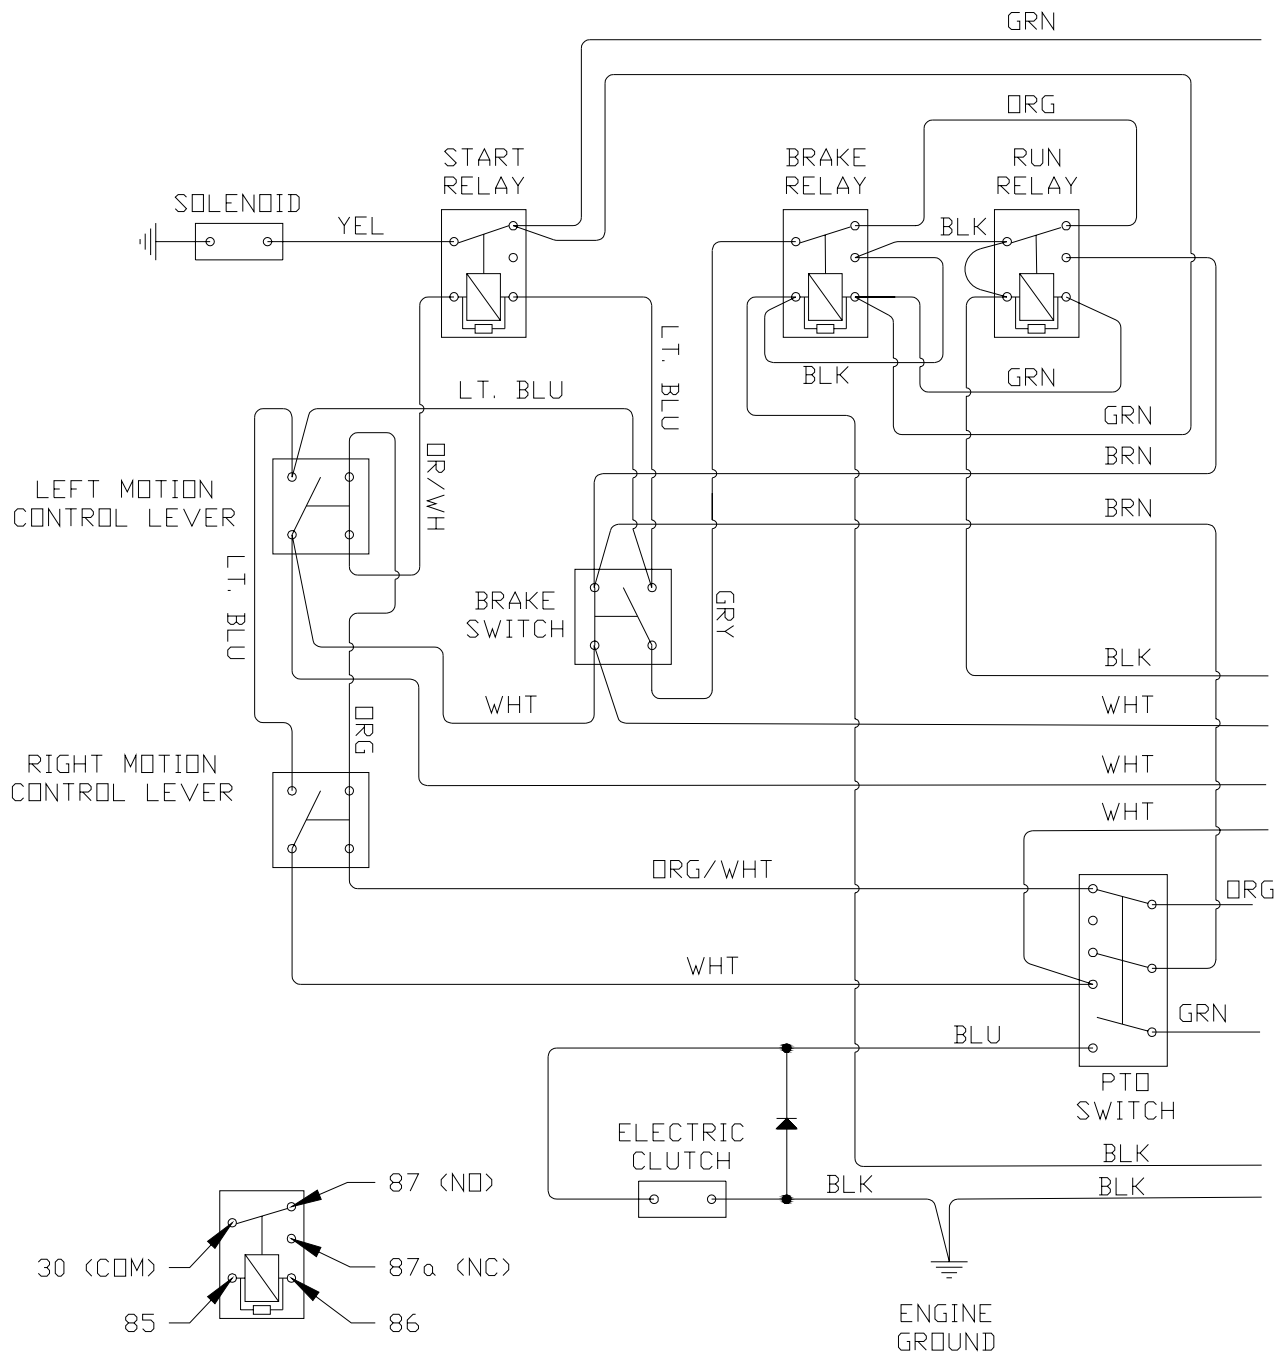 GRN
ORG
START
RELAY
BRAKE
RELAY
RUN
RELAY
SOLENOID
YEL
BLK
LT. BLU
BLK
GRN
LT. BLU
GRN
OR/WH
BRN
LEFT MOTION
CONTROL LEVER
BRN
LT. BLU
BRAKE
SWITCH
GRY
BLK
WHT
WHT
ORG
RIGHT MOTION
CONTROL LEVER
WHT
WHT
ORG/WHT
ORG
WHT
GRN
BLU
PTO
SWITCH
ELECTRIC
CLUTCH
BLK
BLK
BLK
87 (NO)
30 (COM)
87a (NC)
85
86
ENGINE
GROUND